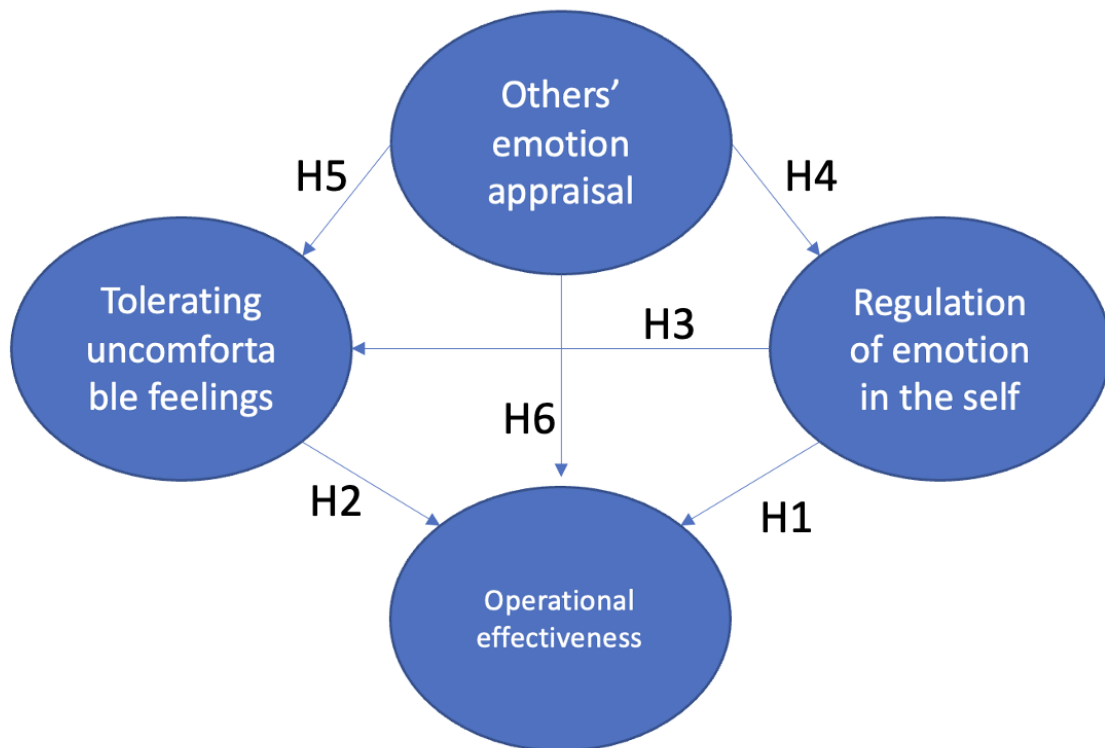 Others’
emotion
appraisal
H5
H4
Tolerating
uncomforta
ble feelings
H3
Regulation
of emotion
in the self
H6
H2
H1
Operational
effectiveness